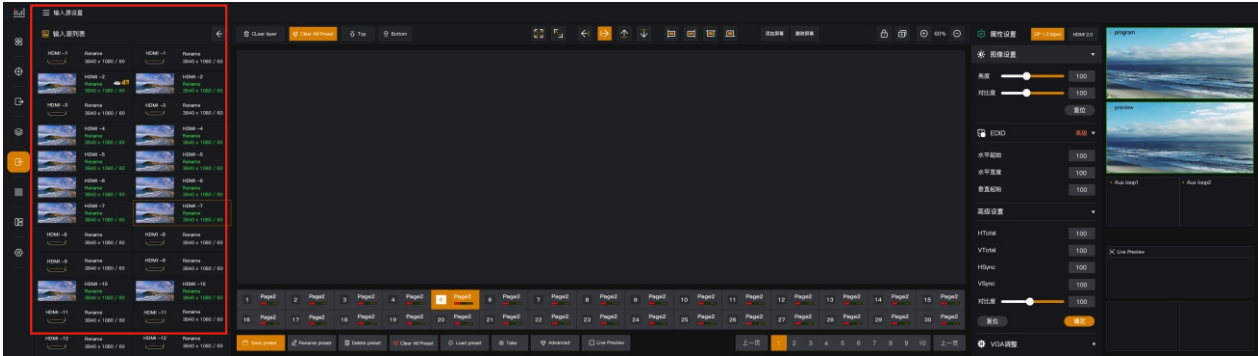 输入源设置
输入源列表
HDMI -1 Rename 3840 x 1080 / 60 HDMI -1 Rename 3840 x 1080 / 60
HDMI -2 Rename 3840 x 1080 / 60 HDMI -2 Rename 3840 x 1080 / 60
HDMI -3 Rename 3840 x 1080 / 60 HDMI -3 Rename 3840 x 1080 / 60
HDMI -4 Rename 3840 x 1080 / 60 HDMI -4 Rename 3840 x 1080 / 60
HDMI -5 Rename 3840 x 1080 / 60 HDMI -5 Rename 3840 x 1080 / 60
HDMI -6 Rename 3840 x 1080 / 60 HDMI -6 Rename 3840 x 1080 / 60
HDMI -7 Rename 3840 x 1080 / 60 HDMI -7 Rename 3840 x 1080 / 60
HDMI -8 Rename 3840 x 1080 / 60 HDMI -8 Rename 3840 x 1080 / 60
HDMI -9 Rename 3840 x 1080 / 60 HDMI -9 Rename 3840 x 1080 / 60
HDMI -10 Rename 3840 x 1080 / 60 HDMI -10 Rename 3840 x 1080 / 60
HDMI -11 Rename 3840 x 1080 / 60 HDMI -11 Rename 3840 x 1080 / 60
HDMI -12 Rename 3840 x 1080 / 60 HDMI -12 Rename 3840 x 1080 / 60
CLear layer Clear All Preset Top Bottom 添加屏幕 删除屏幕 60%
1 Page2 2 Page2 3 Page2 4 Page2 5 Page2 6 Page2 7 Page2 8 Page2 9 Page2 10 Page2 11 Page2 12 Page2 13 Page2 14 Page2 15 Page2
16 Page2 17 Page2 18 Page2 19 Page2 20 Page2 21 Page2 22 Page2 23 Page2 24 Page2 25 Page2 26 Page2 27 Page2 28 Page2 29 Page2 30 Page2
Save preset Rename preset Delete preset Clear All Preset Load preset Take Advanced Live Preview 上一页 1 2 3 4 5 6 7 8 9 10 上一页
属性设置 DP 1.2 input HDMI 2.0
图像设置
亮度 100
对比度 100
复位
EDID 高级
水平起始 100
水平宽度 100
垂直起始 100
高级设置
HTotal 100
VTotal 100
HSync 100
VSync 100
对比度 100
复位 确定
VGA调整
program
preview
Aux loop1 Aux loop2
Live Preview